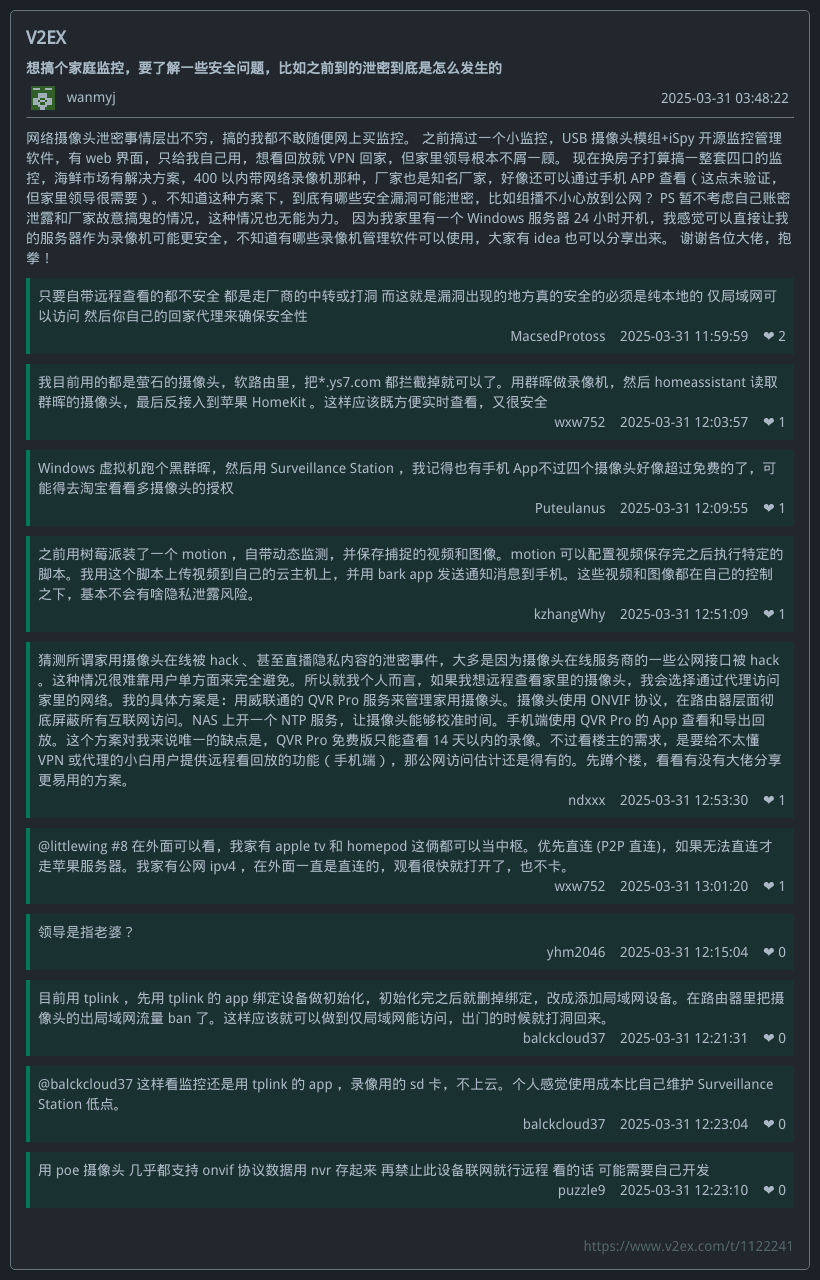 V2EX
想搞个家庭监控，要了解一些安全问题，比如之前到的泄密到底是怎么发生的
wanmyj 2025-03-31 03:48:22
网络摄像头泄密事情层出不穷，搞的我都不敢随便网上买监控。 之前搞过一个小监控，USB 摄像头模组+iSpy 开源监控管理
软件，有 web 界面，只给我自己用，想看回放就 VPN 回家，但家里领导根本不屑一顾。 现在换房子打算搞一整套四口的监
控，海鲜市场有解决方案，400 以内带网络录像机那种，厂家也是知名厂家，好像还可以通过手机 APP 查看（这点未验证，
但家里领导很需要）。不知道这种方案下，到底有哪些安全漏洞可能泄密，比如组播不小心放到公网？ PS 暂不考虑自己账密
泄露和厂家故意搞鬼的情况，这种情况也无能为力。 因为我家里有一个 Windows 服务器 24 小时开机，我感觉可以直接让我
的服务器作为录像机可能更安全，不知道有哪些录像机管理软件可以使用，大家有 idea 也可以分享出来。 谢谢各位大佬，抱
拳！
只要自带远程查看的都不安全 都是走厂商的中转或打洞 而这就是漏洞出现的地方真的安全的必须是纯本地的 仅局域网可
以访问 然后你自己的回家代理来确保安全性
MacsedProtoss 2025-03-31 11:59:59 ❤ 2
我目前用的都是萤石的摄像头，软路由里，把*.ys7.com 都拦截掉就可以了。用群晖做录像机，然后 homeassistant 读取
群晖的摄像头，最后反接入到苹果 HomeKit 。这样应该既方便实时查看，又很安全
wxw752 2025-03-31 12:03:57 ❤ 1
Windows 虚拟机跑个黑群晖，然后用 Surveillance Station ，我记得也有手机 App不过四个摄像头好像超过免费的了，可
能得去淘宝看看多摄像头的授权
Puteulanus 2025-03-31 12:09:55 ❤ 1
之前用树莓派装了一个 motion ，自带动态监测，并保存捕捉的视频和图像。motion 可以配置视频保存完之后执行特定的
脚本。我用这个脚本上传视频到自己的云主机上，并用 bark app 发送通知消息到手机。这些视频和图像都在自己的控制
之下，基本不会有啥隐私泄露风险。
kzhangWhy 2025-03-31 12:51:09 ❤ 1
猜测所谓家用摄像头在线被 hack 、甚至直播隐私内容的泄密事件，大多是因为摄像头在线服务商的一些公网接口被 hack
。这种情况很难靠用户单方面来完全避免。所以就我个人而言，如果我想远程查看家里的摄像头，我会选择通过代理访问
家里的网络。我的具体方案是：用威联通的 QVR Pro 服务来管理家用摄像头。摄像头使用 ONVIF 协议，在路由器层面彻
底屏蔽所有互联网访问。NAS 上开一个 NTP 服务，让摄像头能够校准时间。手机端使用 QVR Pro 的 App 查看和导出回
放。这个方案对我来说唯一的缺点是，QVR Pro 免费版只能查看 14 天以内的录像。不过看楼主的需求，是要给不太懂
VPN 或代理的小白用户提供远程看回放的功能（手机端），那公网访问估计还是得有的。先蹲个楼，看看有没有大佬分享
更易用的方案。
ndxxx 2025-03-31 12:53:30 ❤ 1
@littlewing #8 在外面可以看，我家有 apple tv 和 homepod 这俩都可以当中枢。优先直连 (P2P 直连)，如果无法直连才
走苹果服务器。我家有公网 ipv4 ，在外面一直是直连的，观看很快就打开了，也不卡。
wxw752 2025-03-31 13:01:20 ❤ 1
领导是指老婆？
yhm2046 2025-03-31 12:15:04 ❤ 0
目前用 tplink ，先用 tplink 的 app 绑定设备做初始化，初始化完之后就删掉绑定，改成添加局域网设备。在路由器里把摄
像头的出局域网流量 ban 了。这样应该就可以做到仅局域网能访问，出门的时候就打洞回来。
balckcloud37 2025-03-31 12:21:31 ❤ 0
@balckcloud37 这样看监控还是用 tplink 的 app ，录像用的 sd 卡，不上云。个人感觉使用成本比自己维护 Surveillance
Station 低点。
balckcloud37 2025-03-31 12:23:04 ❤ 0
用 poe 摄像头 几乎都支持 onvif 协议数据用 nvr 存起来 再禁止此设备联网就行远程 看的话 可能需要自己开发
puzzle9 2025-03-31 12:23:10 ❤ 0
https://www.v2ex.com/t/1122241